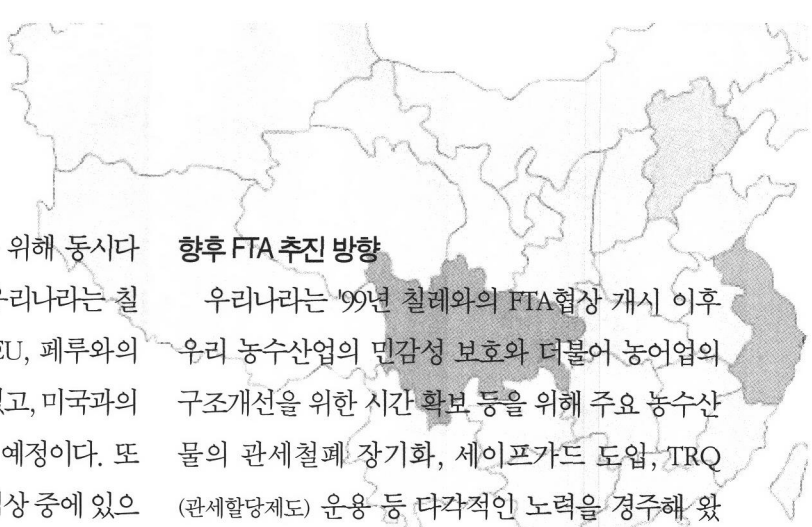 위해 동시다
우리나라는 칠
EU, 페루와의
있고, 미국과의
예정이다. 또
협상 중에 있으
향후 FTA 추진 방향
우리나라는 '99년 칠레와의 FTA협상 개시 이후
우리 농수산업의 민감성 보호와 더불어 농어업의
구조개선을 위한 시간 확보 등을 위해 주요 농수산
물의 관세철폐 장기화, 세이프가드 도입, TRQ
(관세할당제도) 운용 등 다각적인 노력을 경주해 왔